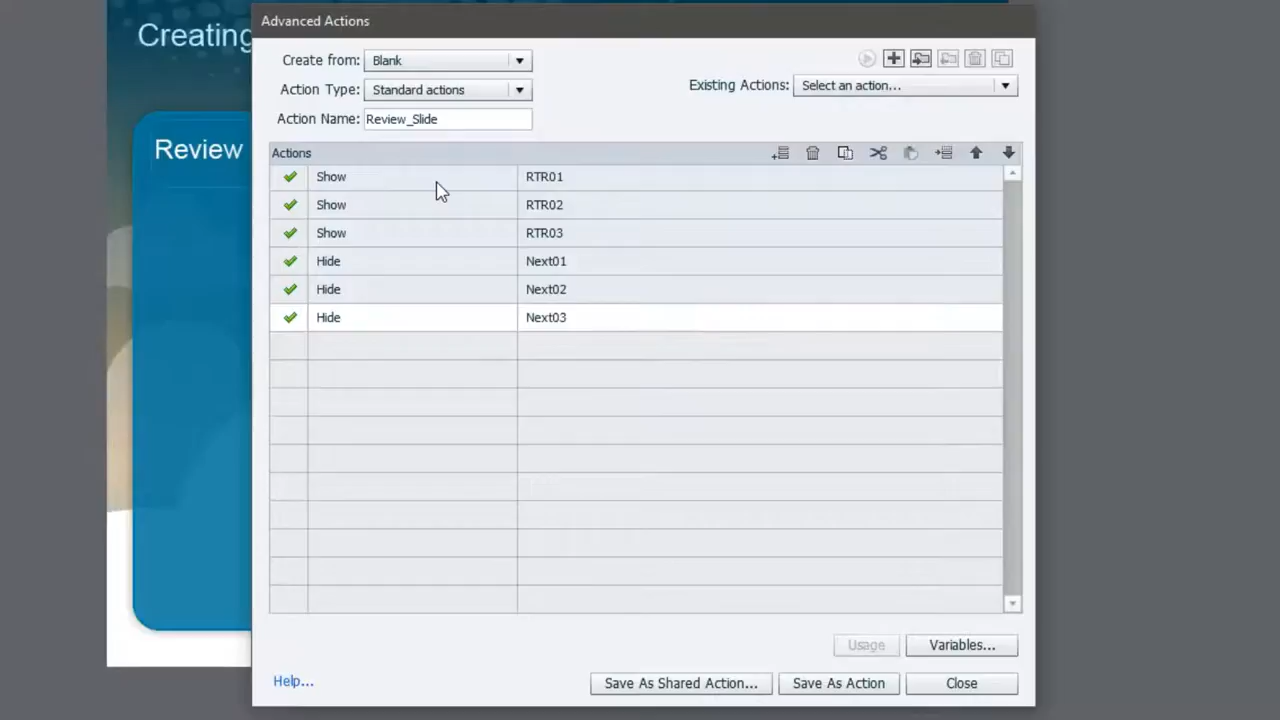 Creating
Review
Advanced Actions
Create from: Blank
Action Type: Standard actions
Action Name: Review_Slide
Existing Actions: Select an action...
Actions
Show RTR01
Show RTR02
Show RTR03
Hide Next01
Hide Next02
Hide Next03
Usage Variables...
Help... Save As Shared Action... Save As Action Close